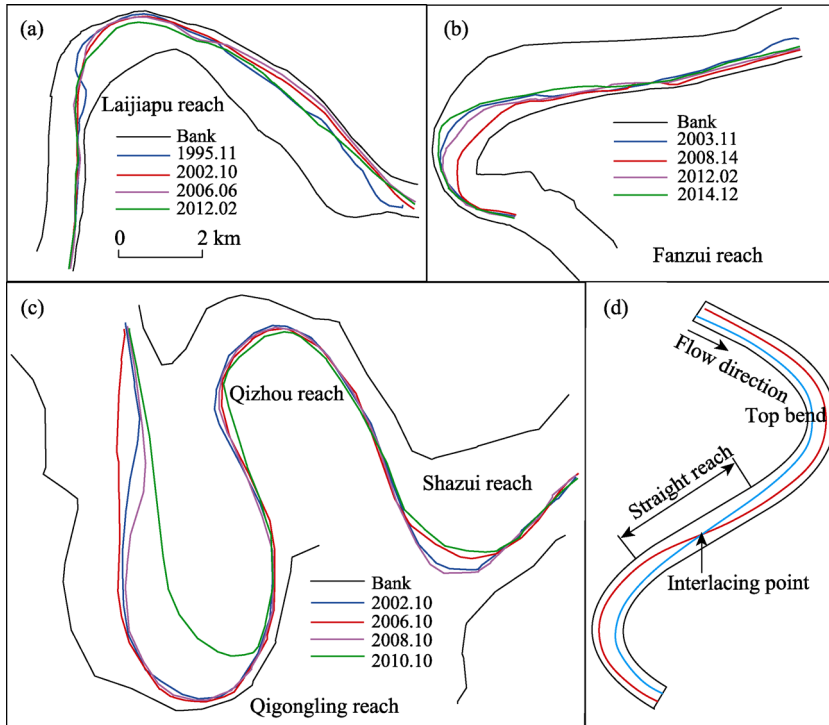 (a)
Laijiapu reach
Bank
1995.11
2002.10
2006.06
2012.02
0 2 km
(b)
Bank
2003.11
2008.14
2012.02
2014.12
Fanzui reach
(c)
Qizhou reach
Shazui reach
Bank
2002.10
2006.10
2008.10
2010.10
Qigongling reach
(d)
Flow direction
Top bend
Straight reach
Interlacing point